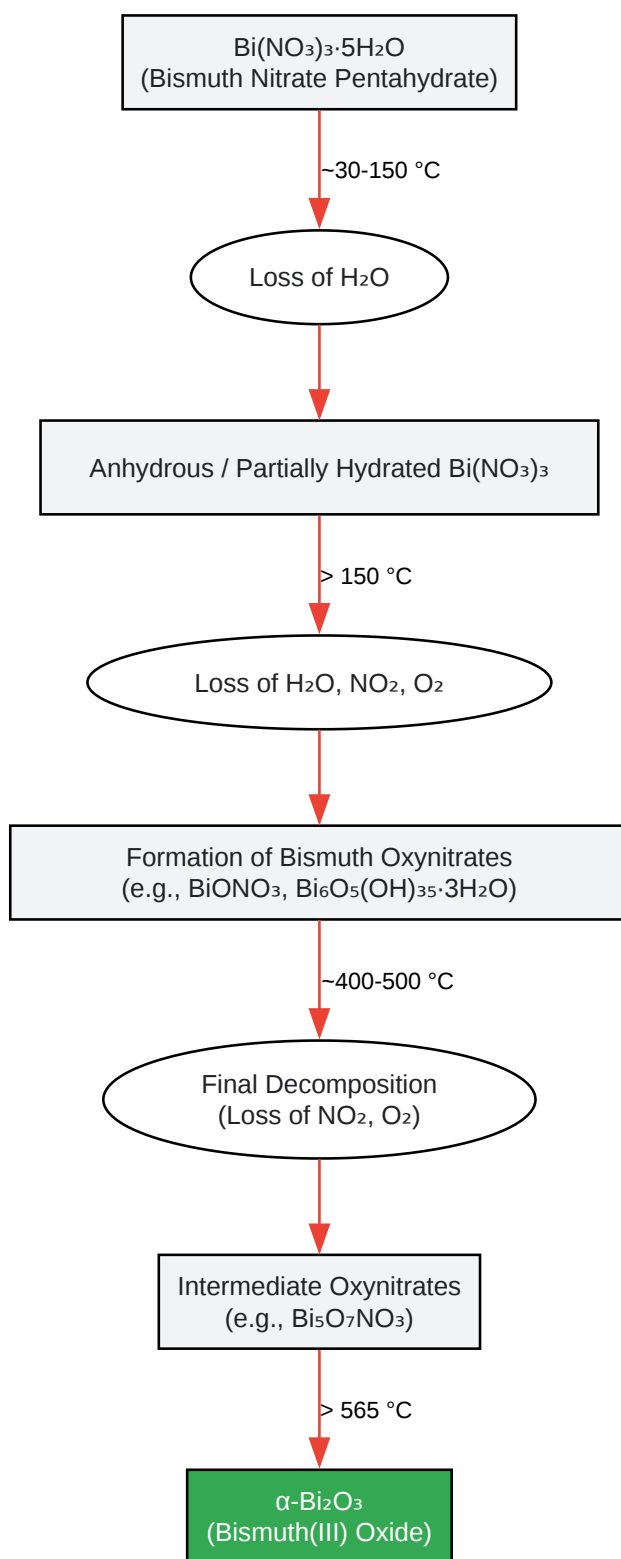 Bi(NO₃)₃·5H₂O
(Bismuth Nitrate Pentahydrate)
~30-150 °C
Loss of H₂O
Anhydrous / Partially Hydrated Bi(NO₃)₃
> 150 °C
Loss of H₂O, NO₂, O₂
Formation of Bismuth Oxynitrates
(e.g., BiONO₃, Bi₆O₅(OH)₃₅·3H₂O)
~400-500 °C
Final Decomposition
(Loss of NO₂, O₂)
Intermediate Oxynitrates
(e.g., Bi₅O₇NO₃)
> 565 °C
α-Bi₂O₃
(Bismuth(III) Oxide)